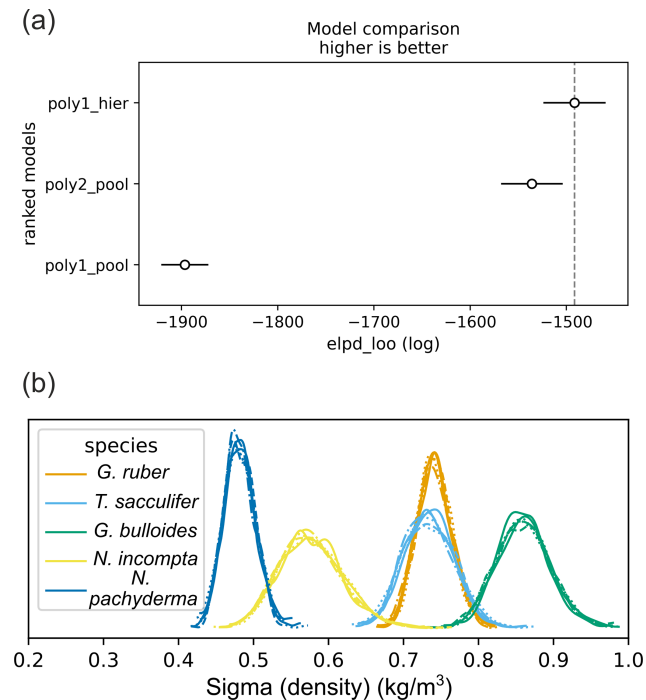 (a)
Model comparison
higher is better
poly1_hier
poly2_pool
poly1_pool
ranked models
−1900 −1800 −1700 −1600 −1500
elpd_loo (log)
(b)
species
G. ruber
T. sacculifer
G. bulloides
N. incompta
N.
pachyderma
0.2 0.3 0.4 0.5 0.6 0.7 0.8 0.9 1.0
Sigma (density) (kg/m³)